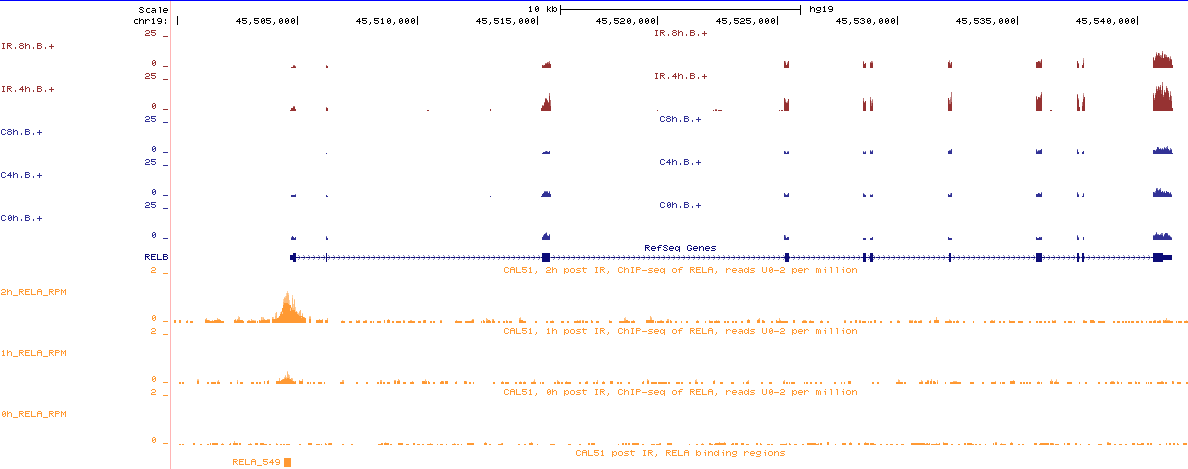 Scale 10 kb hg19
chr19: 45,505,000 45,510,000 45,515,000 45,520,000 45,525,000 45,530,000 45,535,000 45,540,000
25 _ IR.8h.B.+
IR.8h.B.+
0 _
25 _ IR.4h.B.+
IR.4h.B.+
0 _
25 _ C8h.B.+
C8h.B.+
0 _
25 _ C4h.B.+
C4h.B.+
0 _
25 _ C0h.B.+
C0h.B.+
0 _
RefSeq Genes
RELB
2 _ CAL51, 2h post IR, ChIP-seq of RELA, reads U0-2 per million
2h_RELA_RPM
0 _
2 _ CAL51, 1h post IR, ChIP-seq of RELA, reads U0-2 per million
1h_RELA_RPM
0 _
2 _ CAL51, 0h post IR, ChIP-seq of RELA, reads U0-2 per million
0h_RELA_RPM
0 _
CAL51 post IR, RELA binding regions
RELA_549